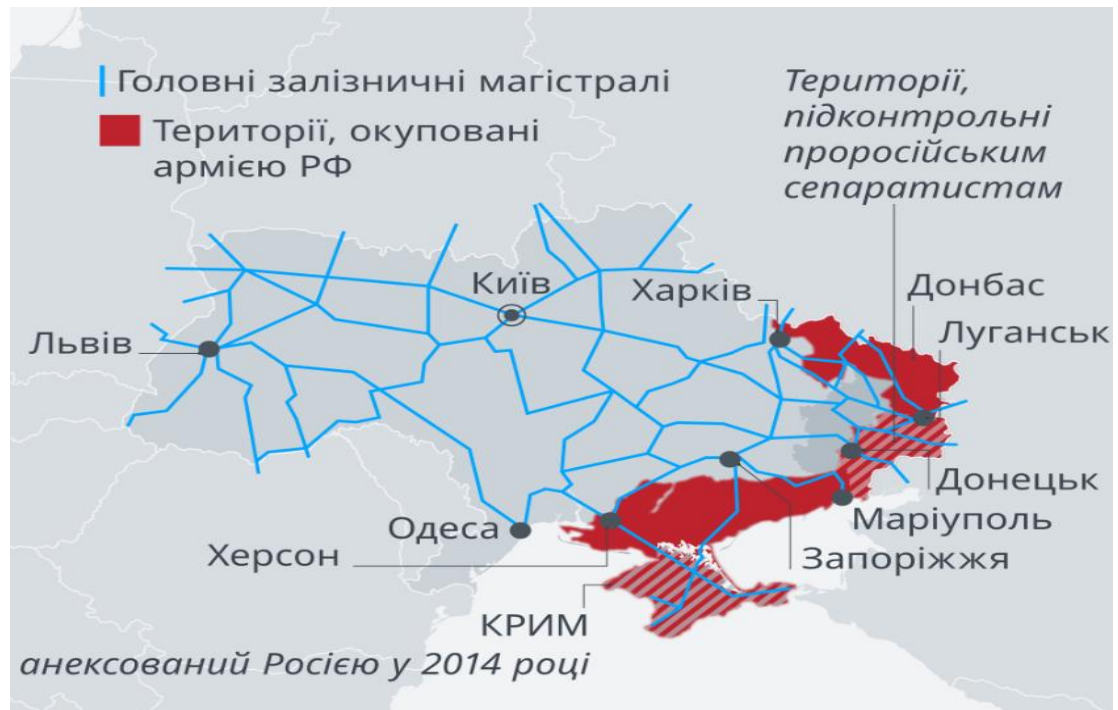 Головні залізничні магістралі
Території, окуповані
армією РФ
Території,
підконтрольні
проросійським
сепаратистам
Київ
Харків
Донбас
Луганськ
Львів
Донецьк
Маріуполь
Одеса
Запоріжжя
Херсон
КРИМ
анексований Росією у 2014 році